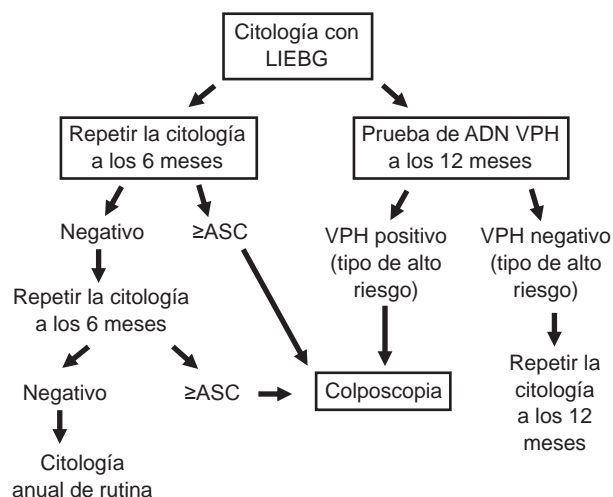 Citología con
LIEBG
Repetir la citología
a los 6 meses
Prueba de ADN VPH
a los 12 meses
Negativo
≥ASC
VPH positivo
(tipo de alto
riesgo)
VPH negativo
(tipo de alto
riesgo)
Repetir la citología
a los 6 meses
Negativo
≥ASC
Colposcopia
Repetir la
citología
a los 12
meses
Citología
anual de rutina